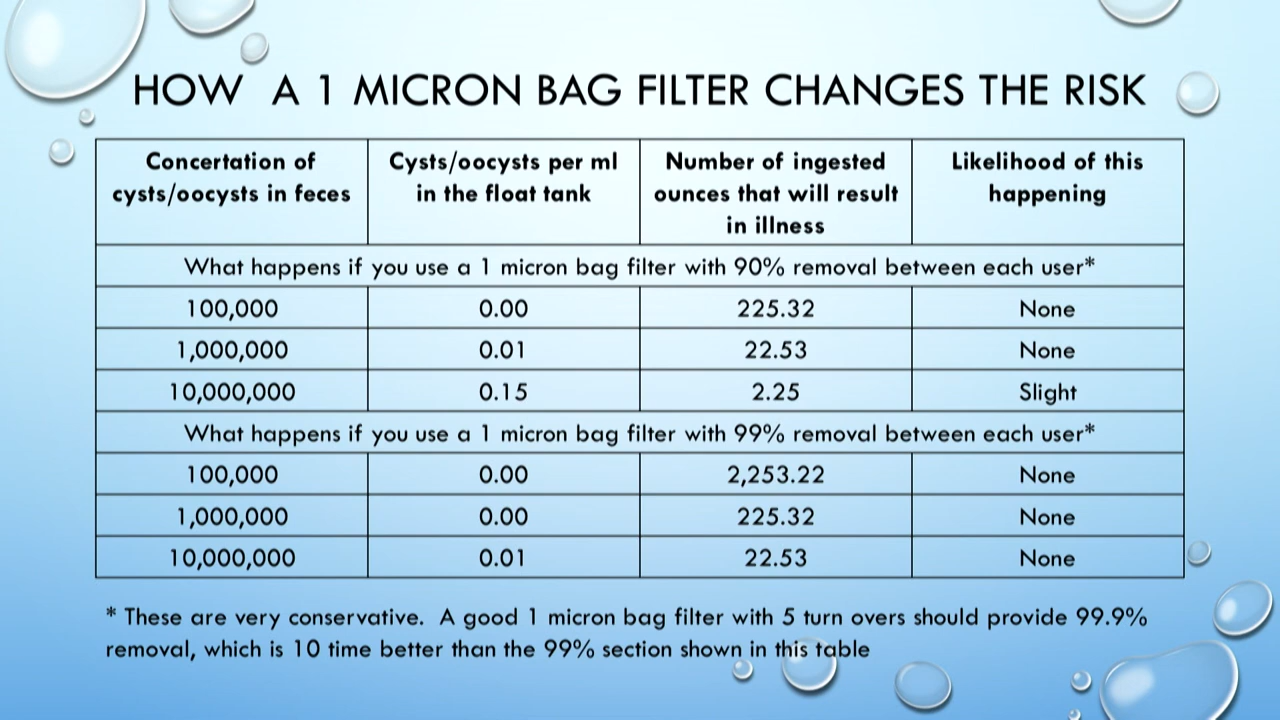 HOW A 1 MICRON BAG FILTER CHANGES THE RISK
Concertation of cysts/oocysts in feces | Cysts/oocysts per ml in the float tank | Number of ingested ounces that will result in illness | Likelihood of this happening
What happens if you use a 1 micron bag filter with 90% removal between each user*
100,000 | 0.00 | 225.32 | None
1,000,000 | 0.01 | 22.53 | None
10,000,000 | 0.15 | 2.25 | Slight
What happens if you use a 1 micron bag filter with 99% removal between each user*
100,000 | 0.00 | 2,253.22 | None
1,000,000 | 0.00 | 225.32 | None
10,000,000 | 0.01 | 22.53 | None
* These are very conservative. A good 1 micron bag filter with 5 turn overs should provide 99.9%
removal, which is 10 time better than the 99% section shown in this table